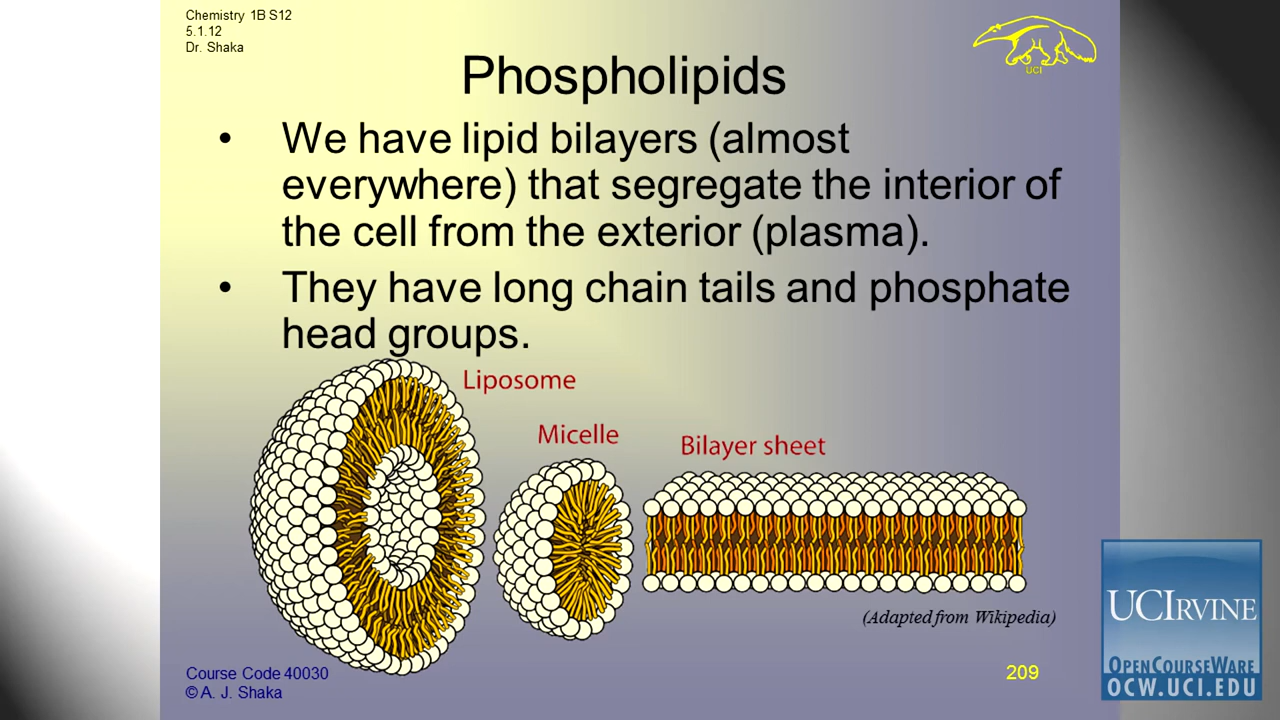 Chemistry 1B S12
5.1.12
Dr. Shaka
UCI
Phospholipids
• We have lipid bilayers (almost
everywhere) that segregate the interior of
the cell from the exterior (plasma).
• They have long chain tails and phosphate
head groups.
Liposome
Micelle
Bilayer sheet
(Adapted from Wikipedia)
Course Code 40030
© A. J. Shaka
209
UCIRVINE
OPENCOURSEWARE
OCW.UCI.EDU